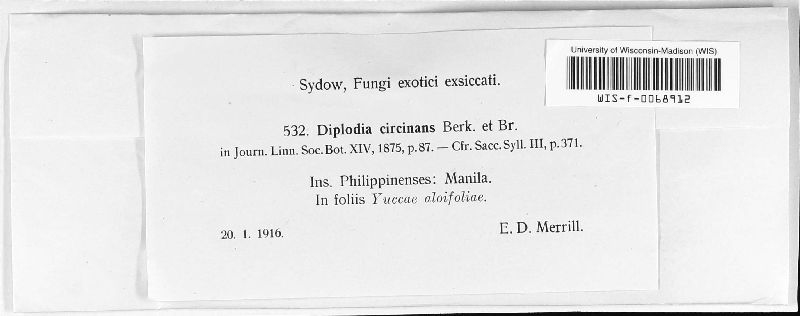 University of Wisconsin-Madison (WIS)
WIS-f-0068912
Sydow, Fungi exotici exsiccati.
532. Diplodia circinans Berk. et Br.
in Journ. Linn. Soc. Bot. XIV, 1875, p. 87. — Cfr. Sacc. Syll. III, p. 371.
Ins. Philippinenses: Manila.
In foliis Yuccae aloifoliae.
20. 1. 1916.
E. D. Merrill.